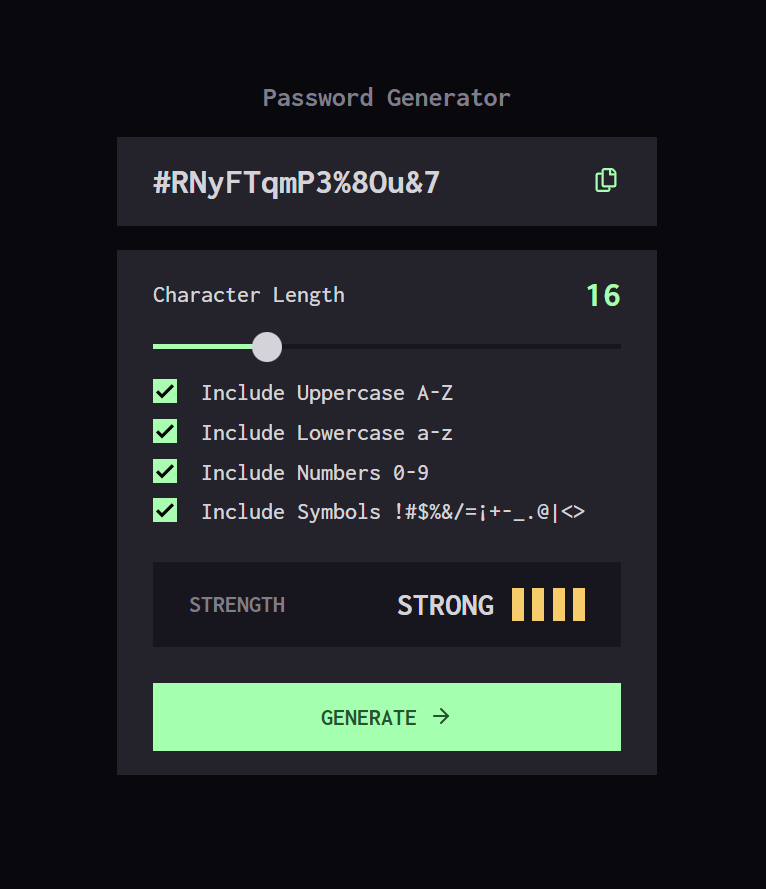 Password Generator
#RNyFTqmP3%8Ou&7
Character Length
16
Include Uppercase A-Z
Include Lowercase a-z
Include Numbers 0-9
Include Symbols !#$%&/=¡+-_.@|<>
STRENGTH
STRONG
GENERATE →